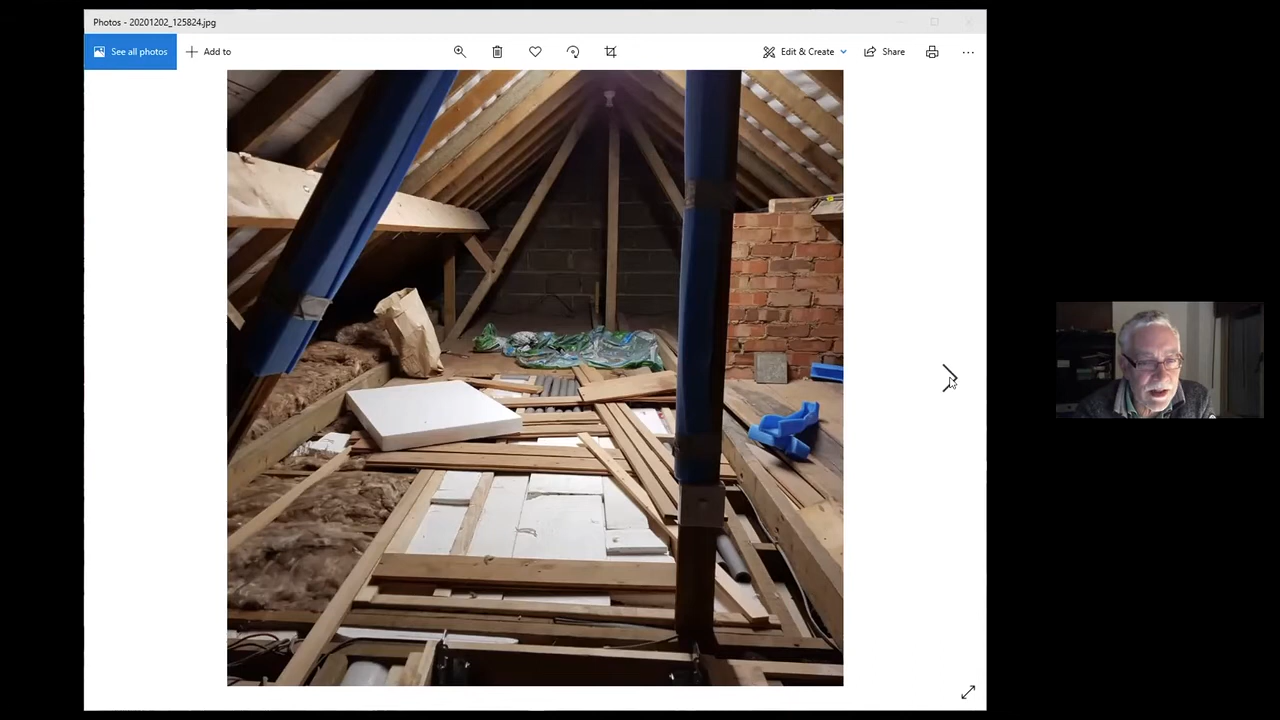 Photos - 20201202_125824.jpg
See all photos
Add to
Edit & Create
Share